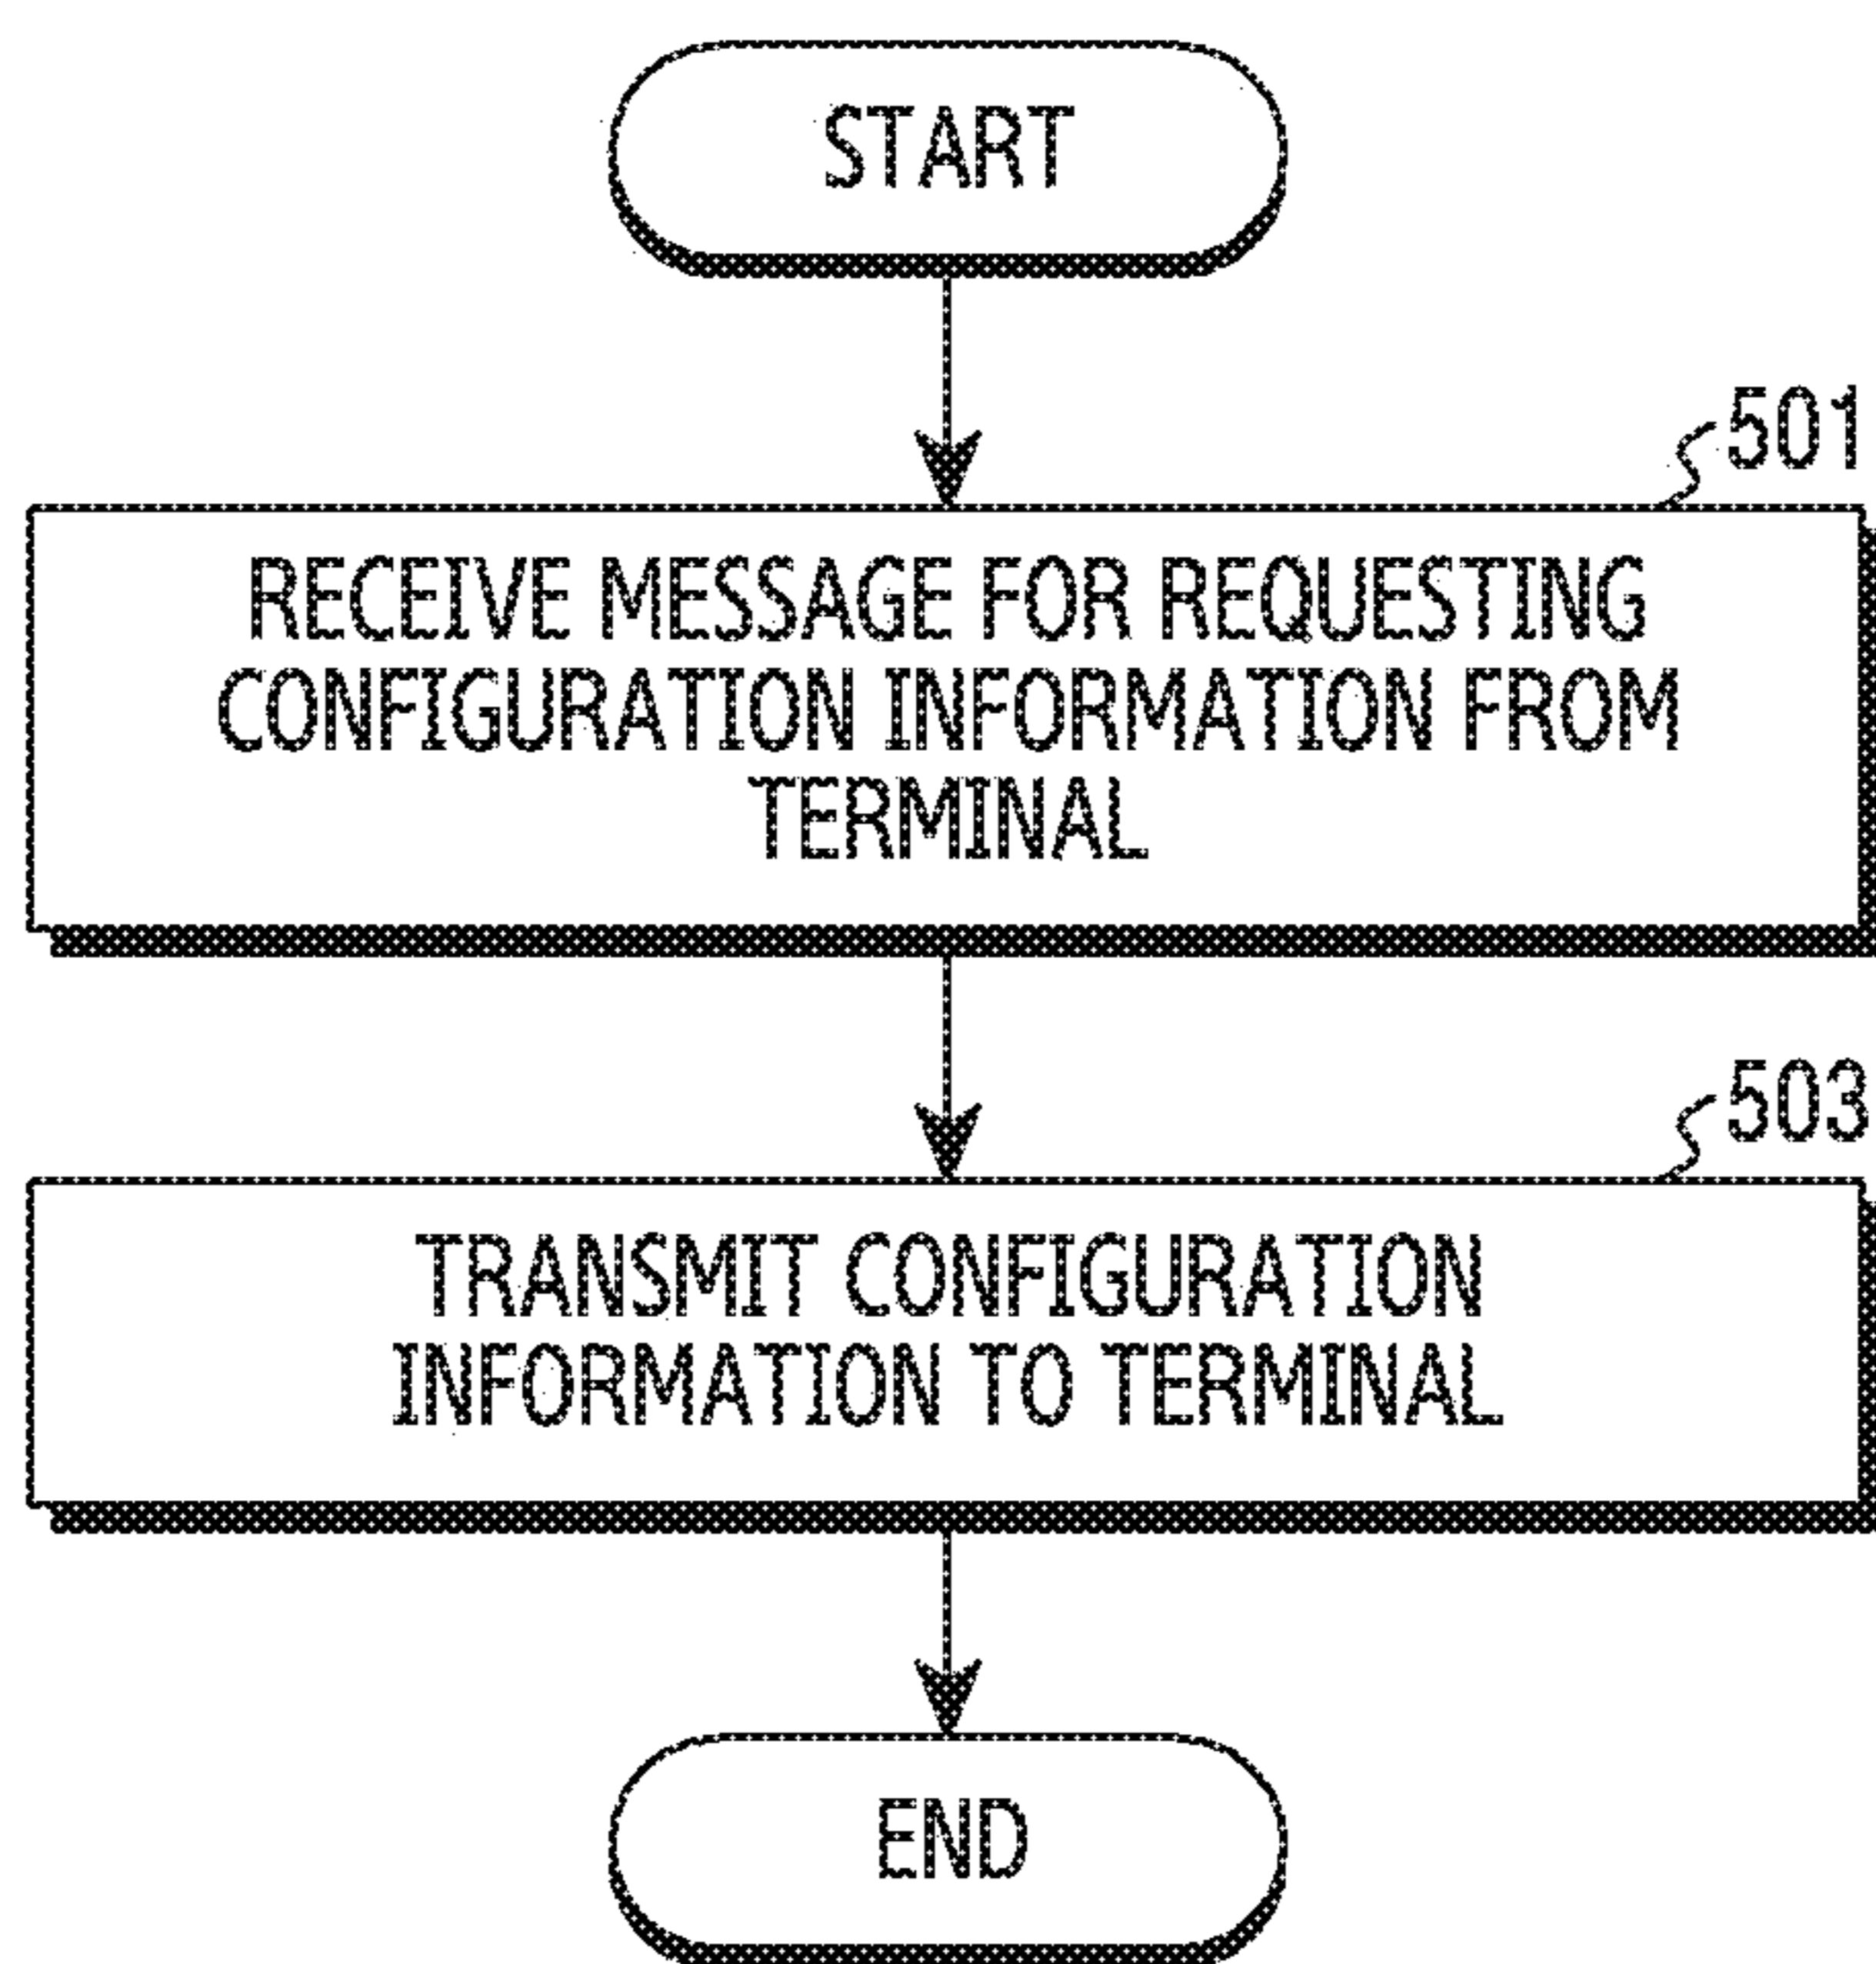 START
501
RECEIVE MESSAGE FOR REQUESTING
CONFIGURATION INFORMATION FROM
TERMINAL
503
TRANSMIT CONFIGURATION
INFORMATION TO TERMINAL
END